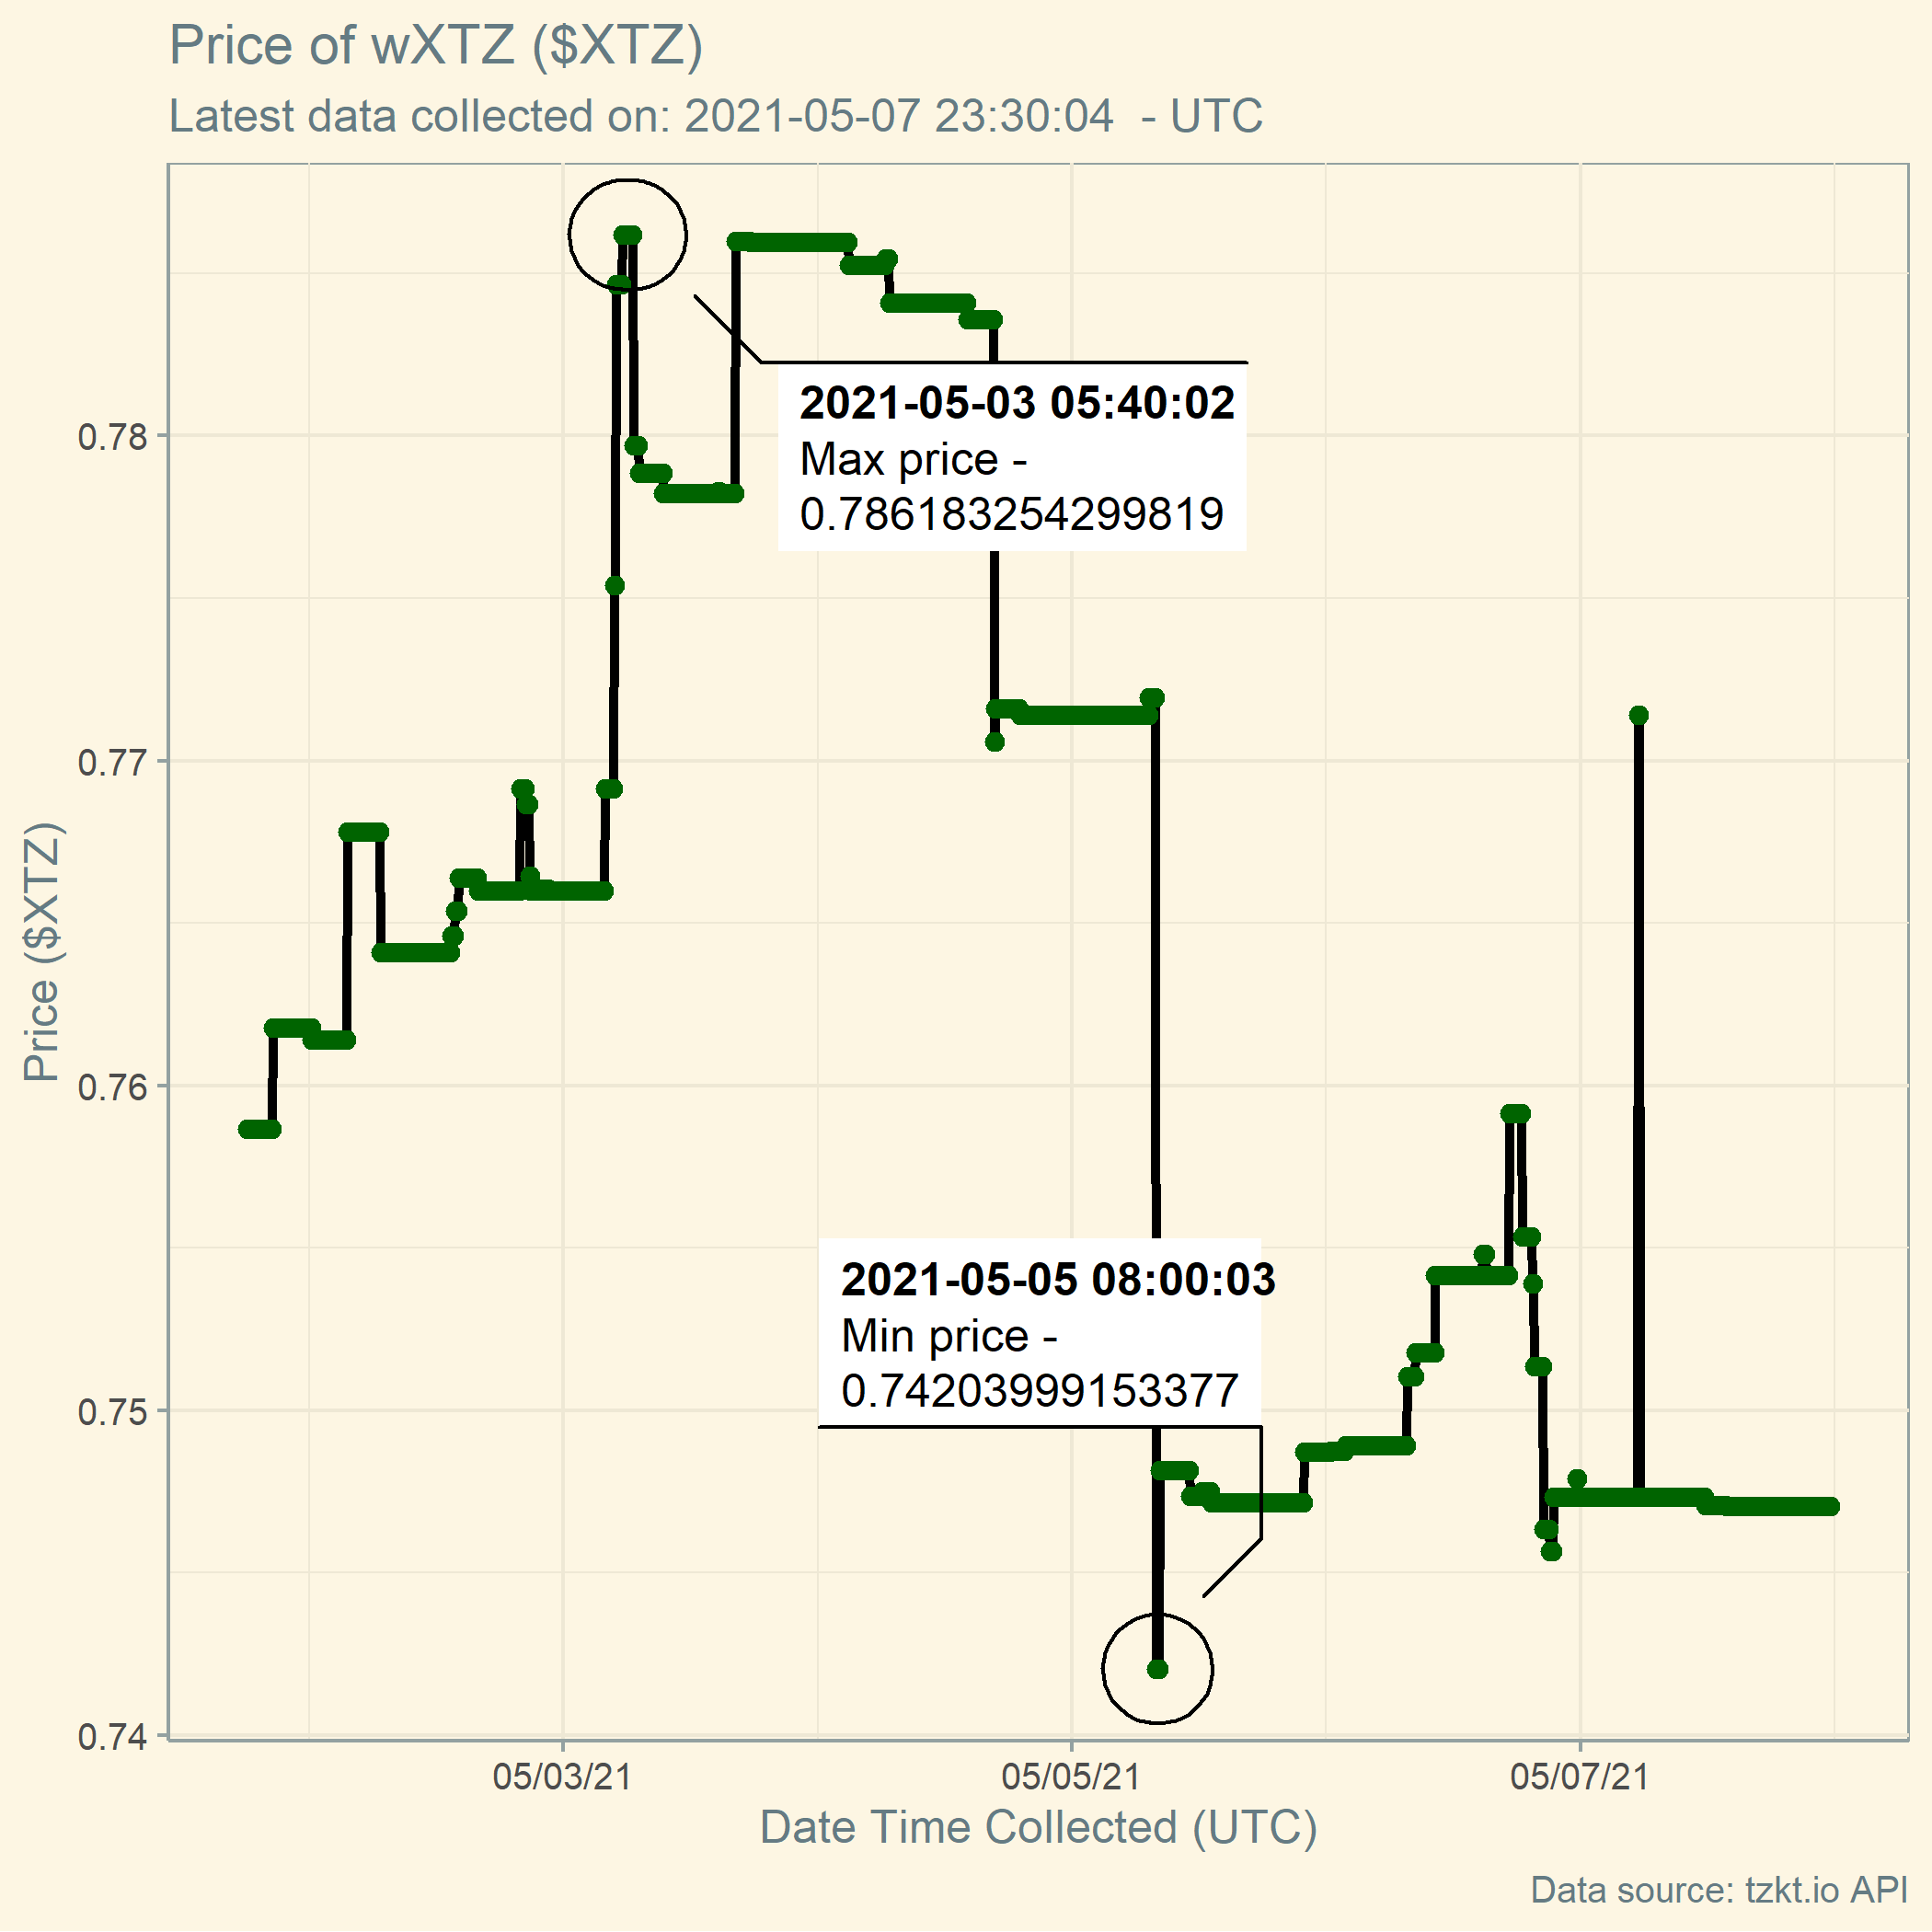 Price of wXTZ ($XTZ)
Latest data collected on: 2021-05-07 23:30:04  - UTC
Price ($XTZ)
0.78
0.77
0.76
0.75
0.74
2021-05-03 05:40:02
Max price -
0.786183254299819
2021-05-05 08:00:03
Min price -
0.74203999153377
05/03/21
05/05/21
05/07/21
Date Time Collected (UTC)
Data source: tzkt.io API